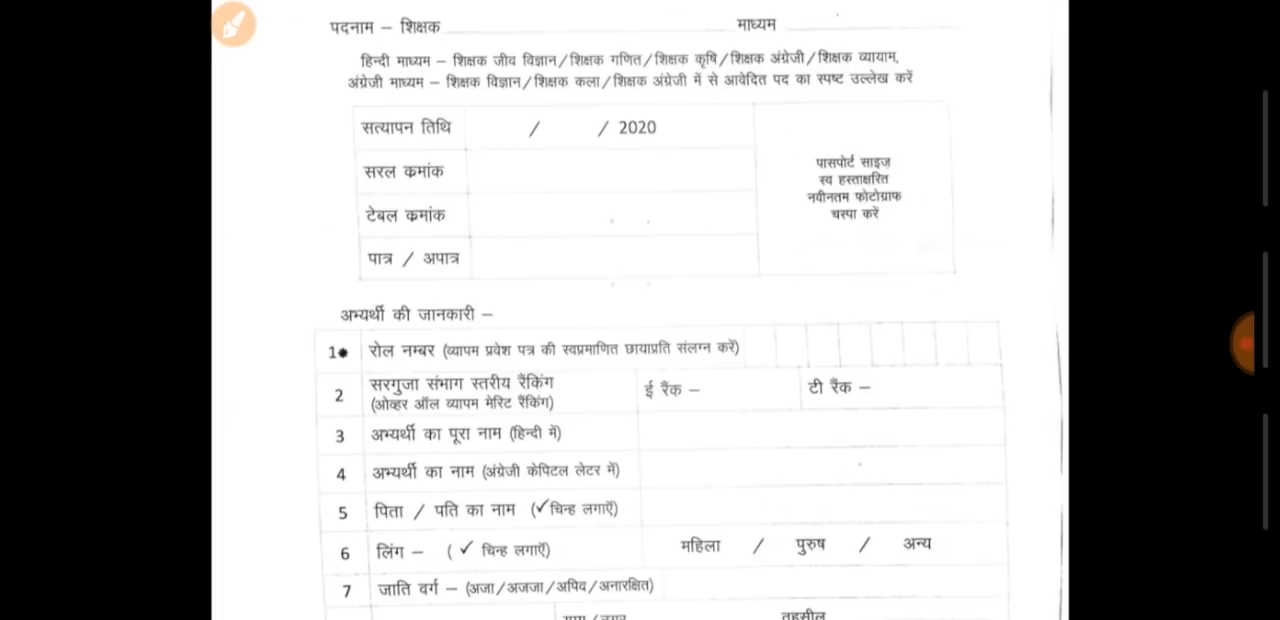 पदनाम – शिक्षक माध्यम
हिन्दी माध्यम – शिक्षक जीव विज्ञान/शिक्षक गणित/शिक्षक कृषि/शिक्षक अंग्रेजी/शिक्षक व्यायाम,
अंग्रेजी माध्यम – शिक्षक विज्ञान/शिक्षक कला/शिक्षक अंग्रेजी में से आवेदित पद का स्पष्ट उल्लेख करें
सत्यापन तिथि / / 2020
सरल कमांक
टेबल कमांक
पात्र / अपात्र
पासपोर्ट साइज़
स्व हस्ताक्षरित
नवीनतम फोटोग्राफ
चस्पा करें
अभ्यर्थी की जानकारी –
1 रोल नम्बर (व्यापम प्रवेश पत्र की स्वप्रमाणित छायाप्रति संलग्न करें)
2 सरगुजा संभाग स्तरीय रैंकिंग
(ओव्हर ऑल व्यापम मेरिट रैंकिंग)
ई रैंक – टी रैंक –
3 अभ्यर्थी का पूरा नाम (हिन्दी में)
4 अभ्यर्थी का नाम (अंग्रेजी केपिटल लेटर में)
5 पिता / पति का नाम (✓चिन्ह लगाऐं)
6 लिंग – ( ✓ चिन्ह लगाऐं) महिला / पुरुष / अन्य
7 जाति वर्ग – (अजा/अजजा/अपिव/अनारक्षित)
तहसील